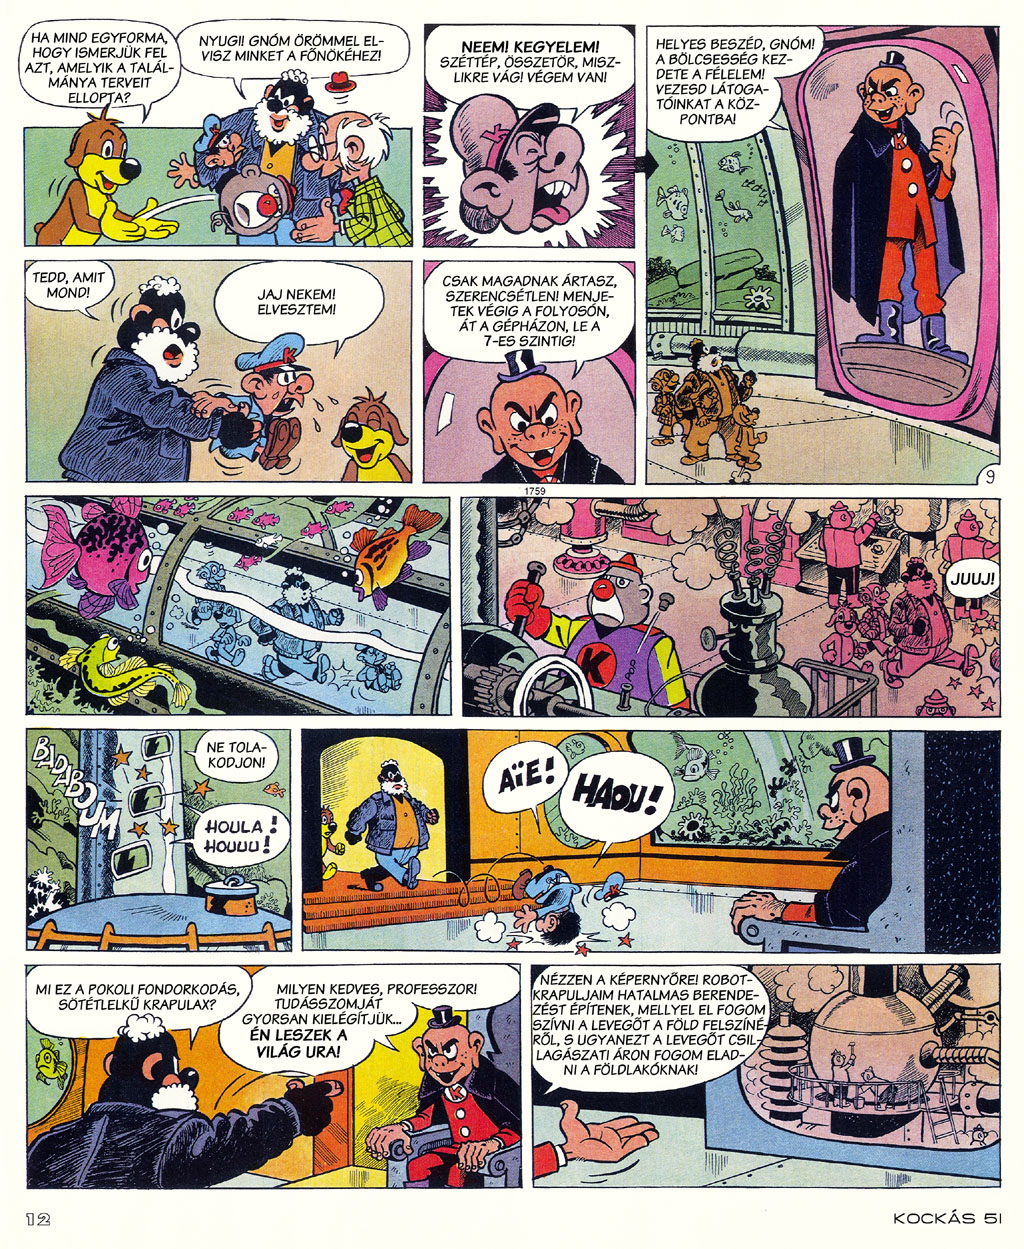 HA MIND EGYFORMA,
HOGY ISMERJÜK FEL
AZT, AMELYIK A TALÁL-
MÁNYA TERVEIT
ELLOPTA?
NYUGI! GNÓM ÖRÖMMEL EL-
VISZ MINKET A FŐNÖKÉHEZ!
NEEM! KEGYELEM!
SZÉTTÉP, ÖSSZETÖR, MISZ-
LIKRE VÁG! VÉGEM VAN!
K
HELYES BESZÉD, GNÓM!
A BÖLCSESSÉG KEZ-
DETE A FÉLELEM!
VEZESD LÁTOGA-
TÓINKAT A KÖZ-
PONTBA!
TEDD, AMIT
MOND!
JAJ NEKEM!
ELVESZTEM!
K
CSAK MAGADNAK ÁRTASZ,
SZERENCSÉTLEN! MENJE-
TEK VÉGIG A FOLYOSÓN,
ÁT A GÉPHÁZON, LE A
7-ES SZINTIG!
9
1759
K
JUUJ!
BADABOUM
NE TOLA-
KODJON!
HOULA!
HOUUU!
AÏE!
HAOU!
MI EZ A POKOLI FONDORKODÁS,
SÖTÉTLELKŰ KRAPULAX?
MILYEN KEDVES, PROFESSZOR!
TUDÁSSZOMJÁT
GYORSAN KIELÉGÍTJÜK...
ÉN LESZEK A
VILÁG URA!
K
NÉZZEN A KÉPERNYŐRE! ROBOT-
KRAPULJAIM HATALMAS BERENDE-
ZÉST ÉPÍTENEK, MELLYEL EL FOGOM
SZÍVNI A LEVEGŐT A FÖLD FELSZÍNÉ-
RŐL, S UGYANEZT A LEVEGŐT CSIL-
LAGÁSZATI ÁRON FOGOM ELAD-
NI A FÖLDLAKÓKNAK!
12
KOCKÁS 51